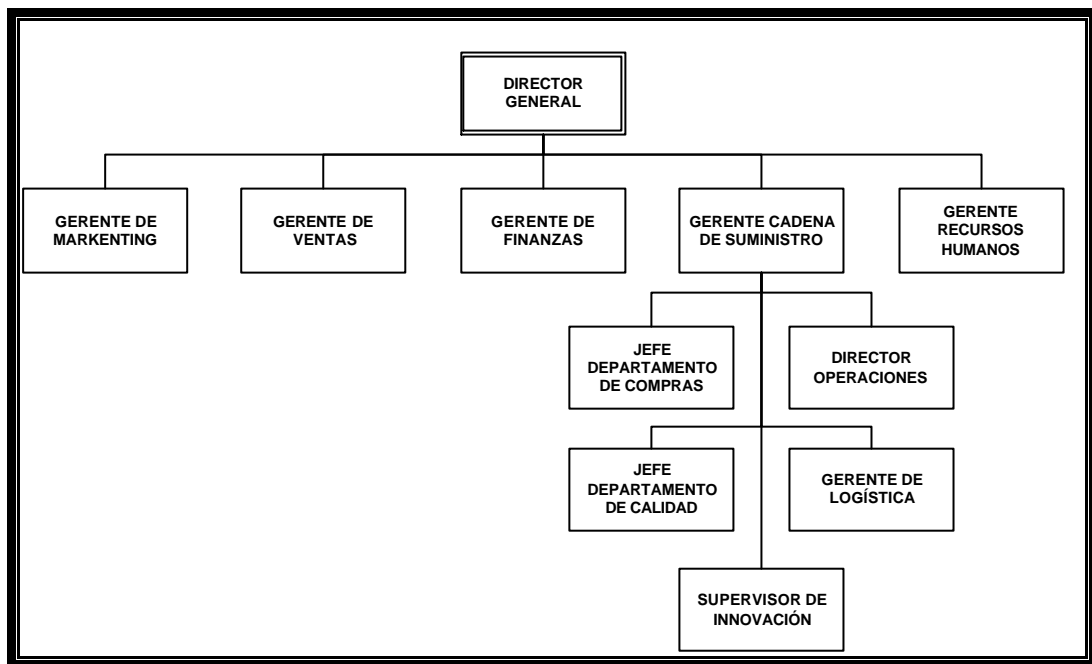 DIRECTOR
GENERAL
GERENTE DE
MARKENTING
GERENTE DE
VENTAS
GERENTE DE
FINANZAS
GERENTE CADENA
DE SUMINISTRO
GERENTE
RECURSOS
HUMANOS
JEFE
DEPARTAMENTO
DE COMPRAS
DIRECTOR
OPERACIONES
JEFE
DEPARTAMENTO
DE CALIDAD
GERENTE DE
LOGÍSTICA
SUPERVISOR DE
INNOVACIÓN